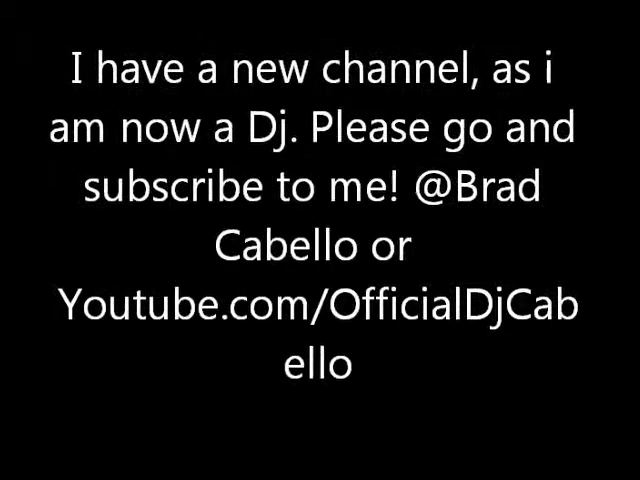 I have a new channel, as i
am now a Dj. Please go and
subscribe to me! @Brad
Cabello or
Youtube.com/OfficialDjCab
ello